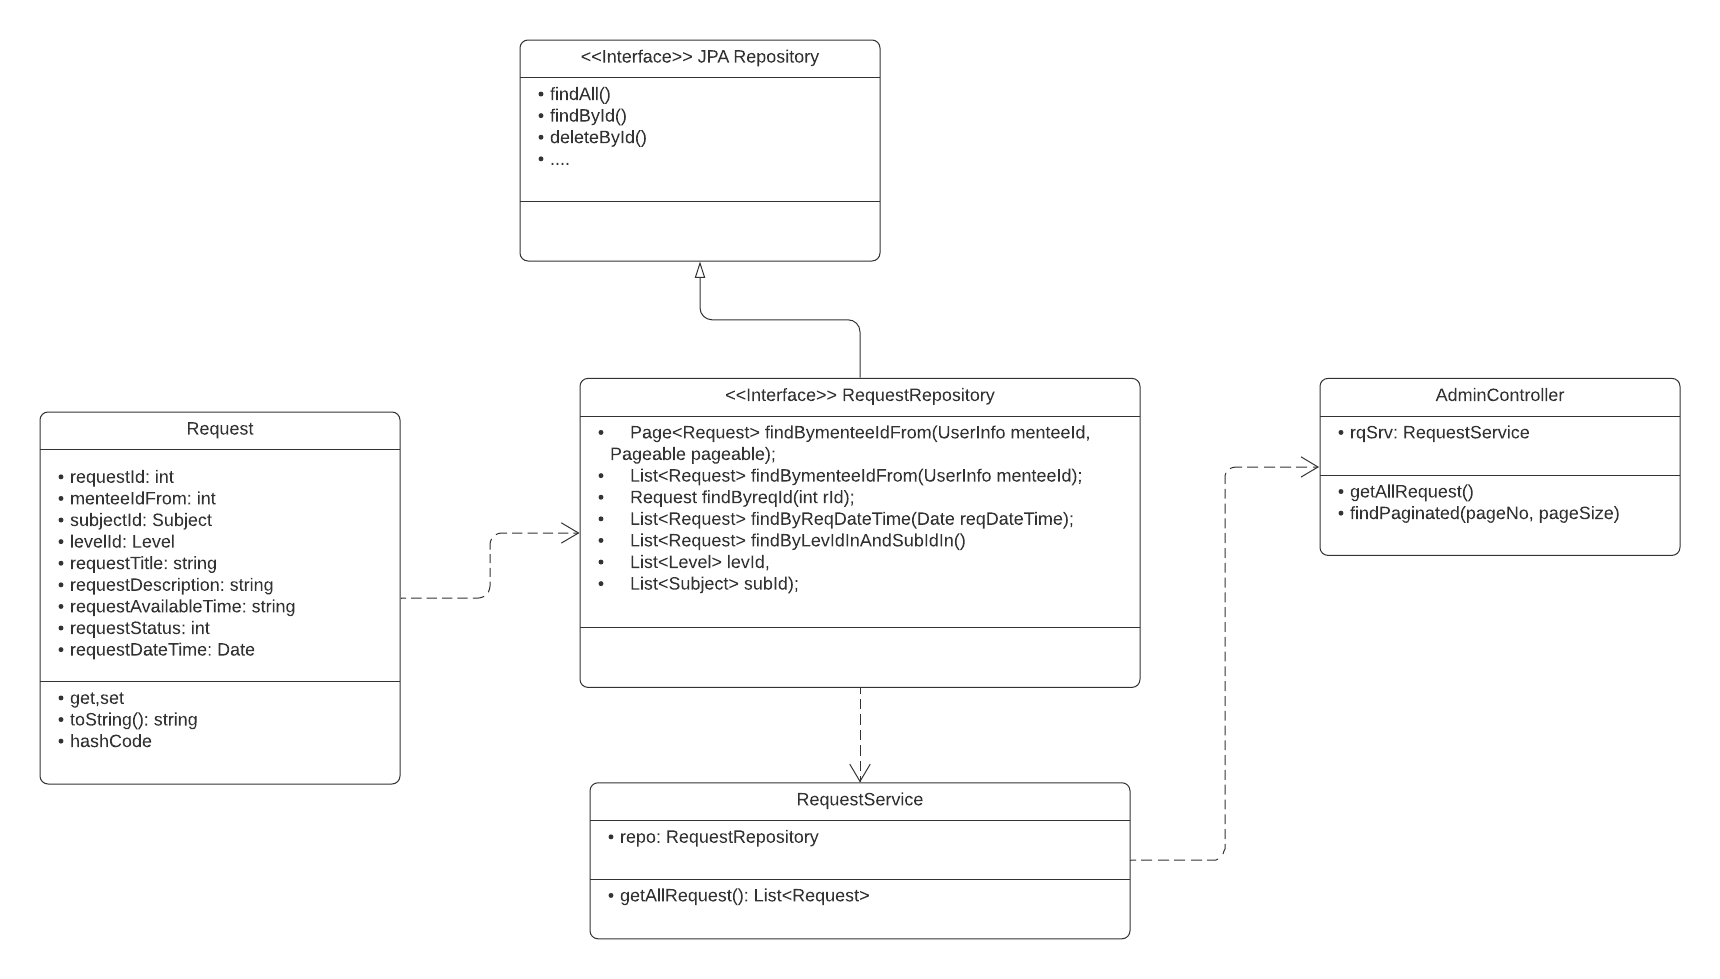 <<Interface>> JPA Repository
• findAll()
• findById()
• deleteById()
• ....
Request
• requestId: int
• menteeIdFrom: int
• subjectId: Subject
• levelId: Level
• requestTitle: string
• requestDescription: string
• requestAvailableTime: string
• requestStatus: int
• requestDateTime: Date
• get,set
• toString(): string
• hashCode
<<Interface>> RequestRepository
• Page<Request> findBymenteeIdFrom(UserInfo menteeId,
Pageable pageable);
• List<Request> findBymenteeIdFrom(UserInfo menteeId);
• Request findByreqId(int rId);
• List<Request> findByReqDateTime(Date reqDateTime);
• List<Request> findByLevIdInAndSubIdIn()
• List<Level> levId,
• List<Subject> subId);
AdminController
• rqSrv: RequestService
• getAllRequest()
• findPaginated(pageNo, pageSize)
RequestService
• repo: RequestRepository
• getAllRequest(): List<Request>